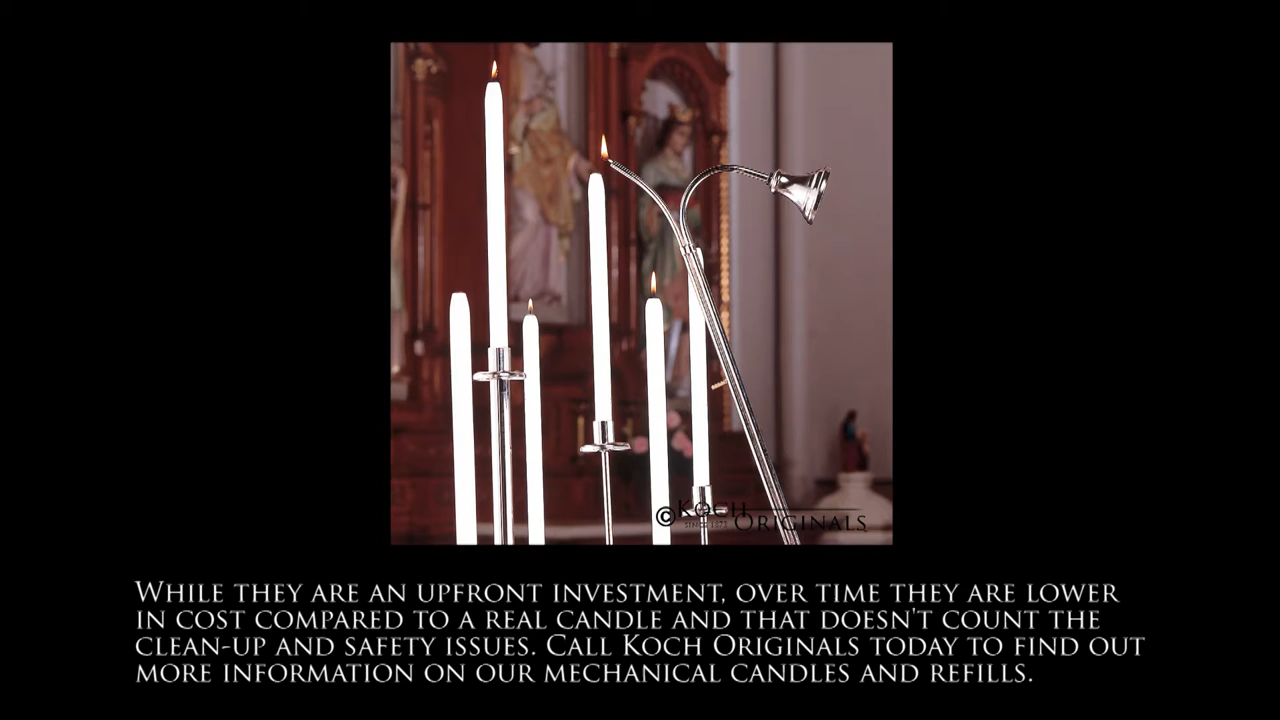 © KOCH
SINCE 1973
ORIGINALS
WHILE THEY ARE AN UPFRONT INVESTMENT, OVER TIME THEY ARE LOWER
IN COST COMPARED TO A REAL CANDLE AND THAT DOESN'T COUNT THE
CLEAN-UP AND SAFETY ISSUES. CALL KOCH ORIGINALS TODAY TO FIND OUT
MORE INFORMATION ON OUR MECHANICAL CANDLES AND REFILLS.